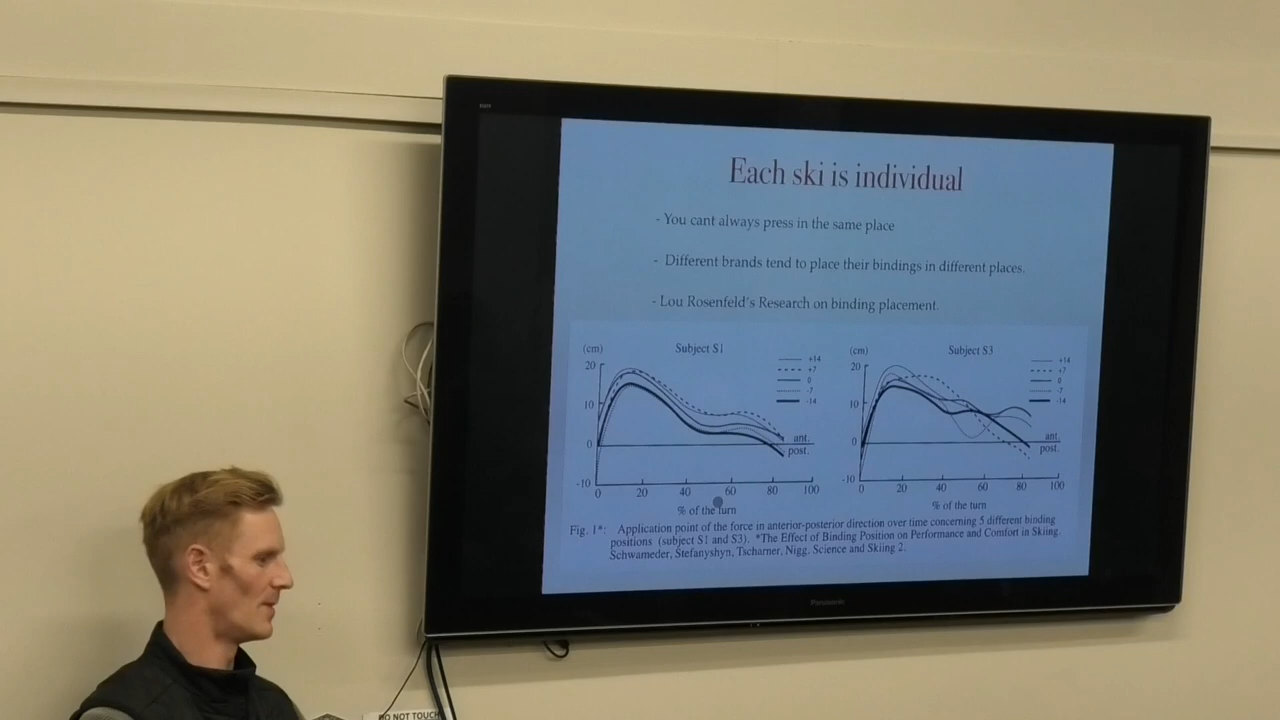 Each ski is individual
- You cant always press in the same place
- Different brands tend to place their bindings in different places.
- Lou Rosenfeld's Research on binding placement.
(cm)
Subject S1
20
10
0
-10
+14
+7
0
-7
-14
ant.
post.
0 20 40 60 80 100
% of the turn
(cm)
Subject S3
20
10
0
-10
+14
+7
0
-7
-14
ant.
post.
0 20 40 60 80 100
% of the turn
Fig. 1*: Application point of the force in anterior-posterior direction over time concerning 5 different binding
positions (subject S1 and S3). *The Effect of Binding Position on Performance and Comfort in Skiing.
Schwameder, Stefanyshyn, Tscharner, Nigg. Science and Skiing 2.
Panasonic
DO NOT TOUCH